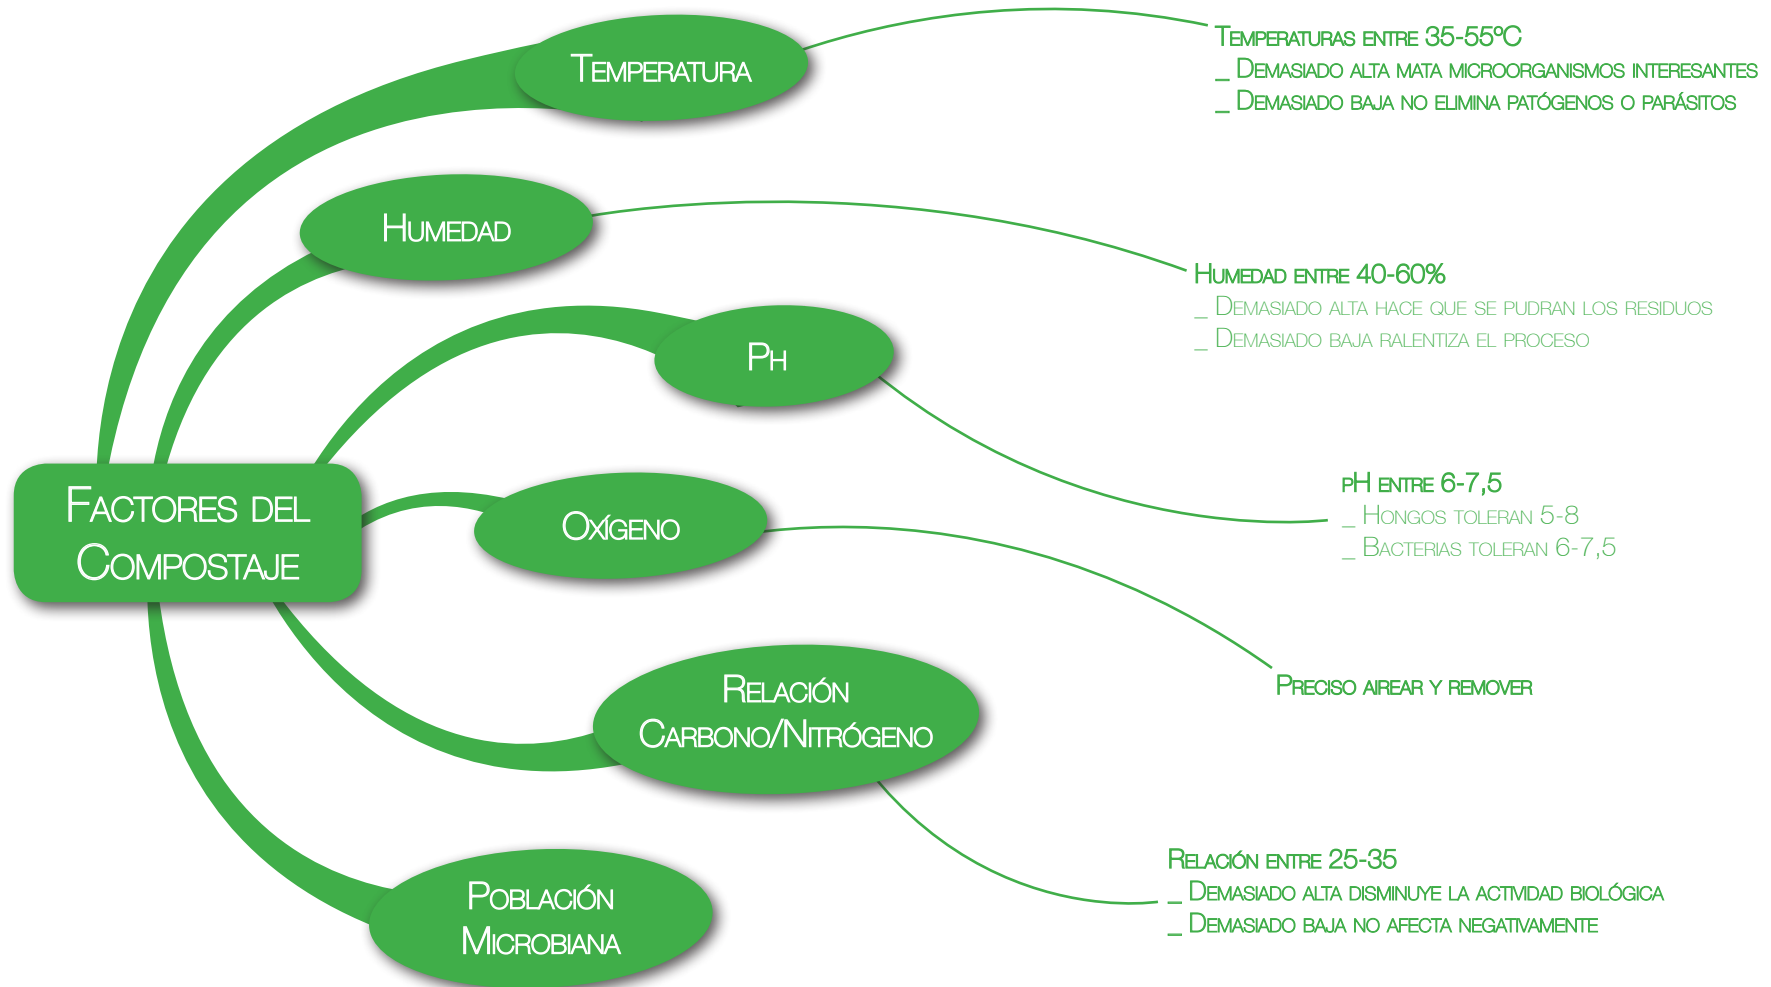 Temperatura
Temperaturas entre 35-55ºC
_ Demasiado alta mata microorganismos interesantes
_ Demasiado baja no elimina patógenos o parásitos
Humedad
Humedad entre 40-60%
_ Demasiado alta hace que se pudran los residuos
_ Demasiado baja ralentiza el proceso
Ph
pH entre 6-7,5
_ Hongos toleran 5-8
_ Bacterias toleran 6-7,5
Factores del
Compostaje
Oxígeno
Preciso airear y remover
Relación
Carbono/Nitrógeno
Relación entre 25-35
_ Demasiado alta disminuye la actividad biológica
_ Demasiado baja no afecta negativamente
Población
Microbiana